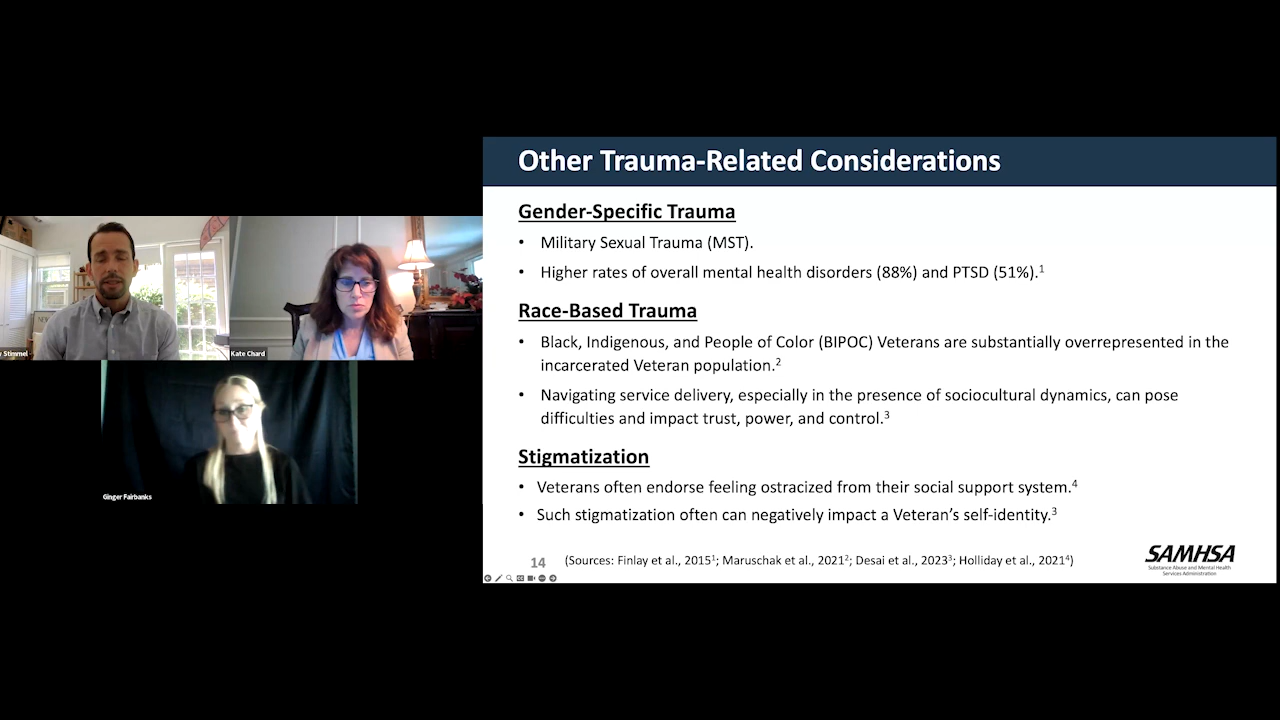 Other Trauma-Related Considerations
Gender-Specific Trauma
• Military Sexual Trauma (MST).
• Higher rates of overall mental health disorders (88%) and PTSD (51%).¹
Race-Based Trauma
• Black, Indigenous, and People of Color (BIPOC) Veterans are substantially overrepresented in the
incarcerated Veteran population.²
• Navigating service delivery, especially in the presence of sociocultural dynamics, can pose
difficulties and impact trust, power, and control.³
Stigmatization
• Veterans often endorse feeling ostracized from their social support system.⁴
• Such stigmatization often can negatively impact a Veteran’s self-identity.³
14
(Sources: Finlay et al., 2015¹; Maruschak et al., 2021²; Desai et al., 2023³; Holliday et al., 2021⁴)
SAMHSA
Substance Abuse and Mental Health
Services Administration
Stimmel
Kate Chard
Ginger Fairbanks